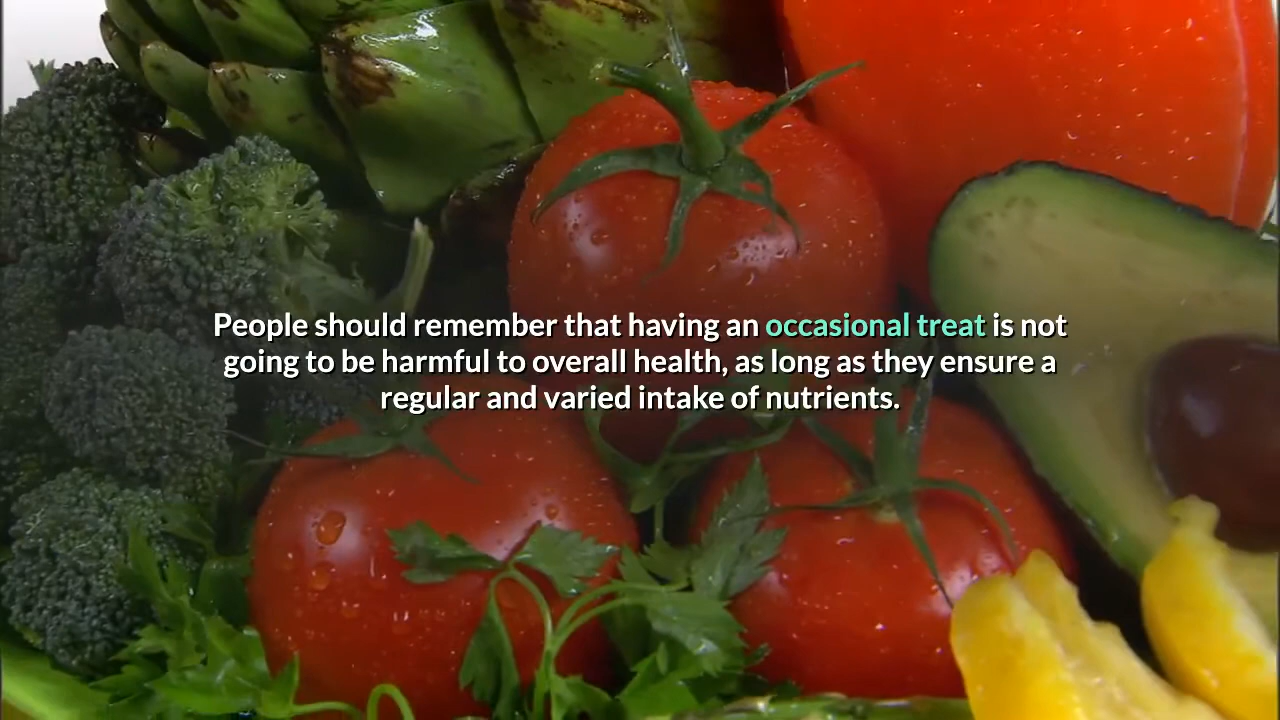 People should remember that having an occasional treat is not
going to be harmful to overall health, as long as they ensure a
regular and varied intake of nutrients.